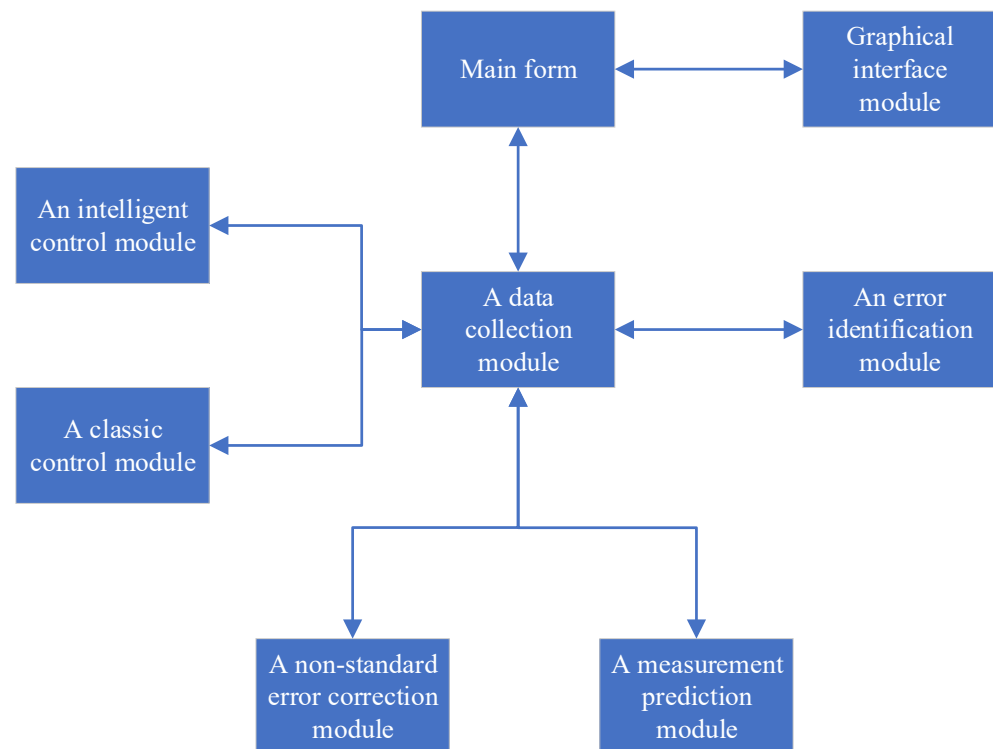 Main form
Graphical
interface
module
An intelligent
control module
A data
collection
module
An error
identification
module
A classic
control module
A non-standard
error correction
module
A measurement
prediction
module